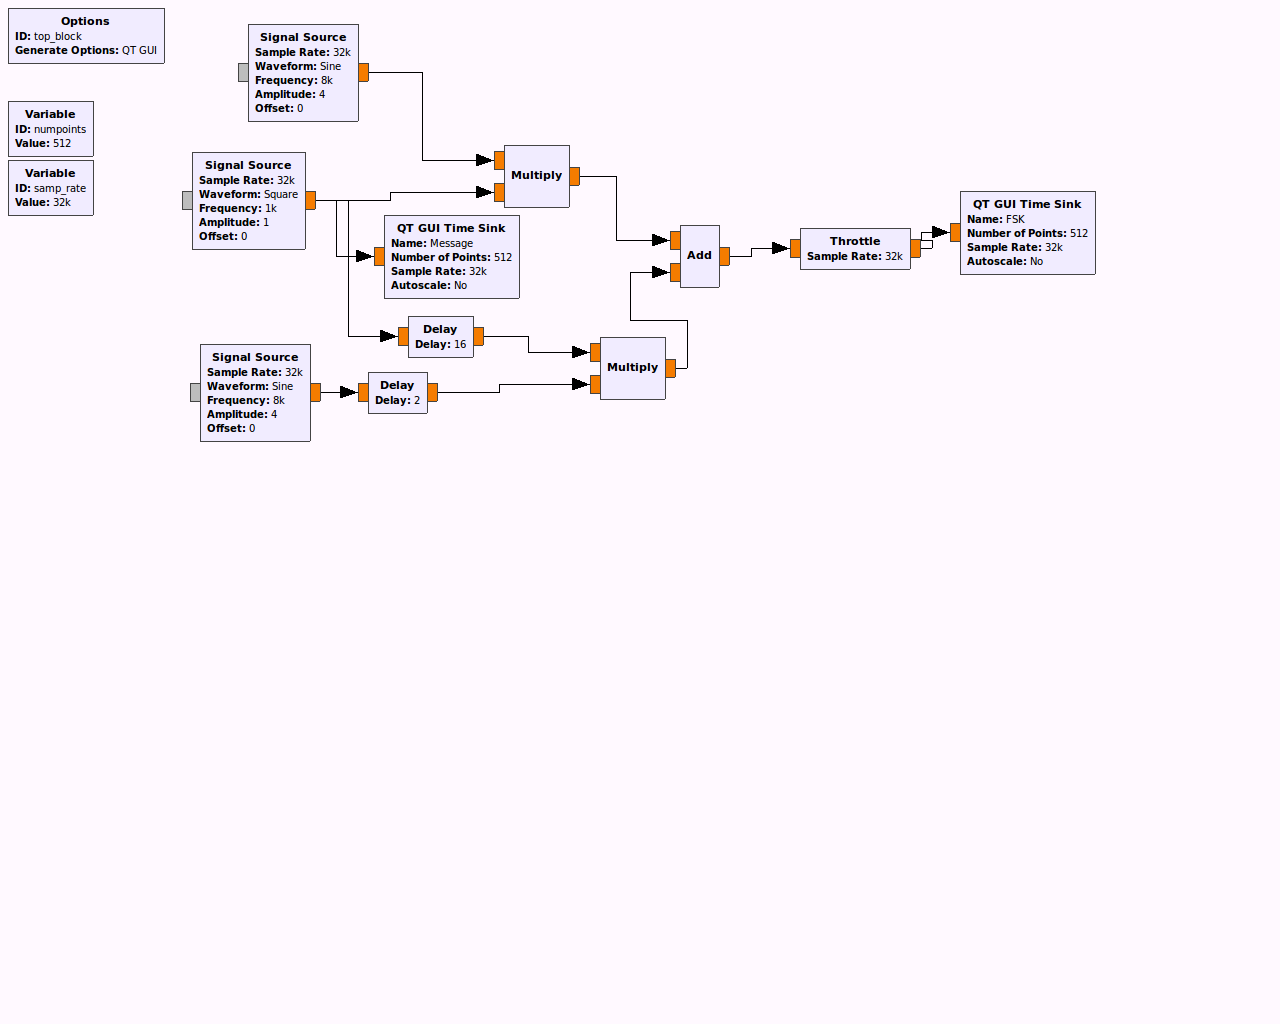 Options
ID: top_block
Generate Options: QT GUI
Variable
ID: numpoints
Value: 512
Variable
ID: samp_rate
Value: 32k
Signal Source
Sample Rate: 32k
Waveform: Sine
Frequency: 8k
Amplitude: 4
Offset: 0
Signal Source
Sample Rate: 32k
Waveform: Square
Frequency: 1k
Amplitude: 1
Offset: 0
Multiply
QT GUI Time Sink
Name: Message
Number of Points: 512
Sample Rate: 32k
Autoscale: No
Add
Throttle
Sample Rate: 32k
QT GUI Time Sink
Name: FSK
Number of Points: 512
Sample Rate: 32k
Autoscale: No
Delay
Delay: 16
Signal Source
Sample Rate: 32k
Waveform: Sine
Frequency: 8k
Amplitude: 4
Offset: 0
Delay
Delay: 2
Multiply